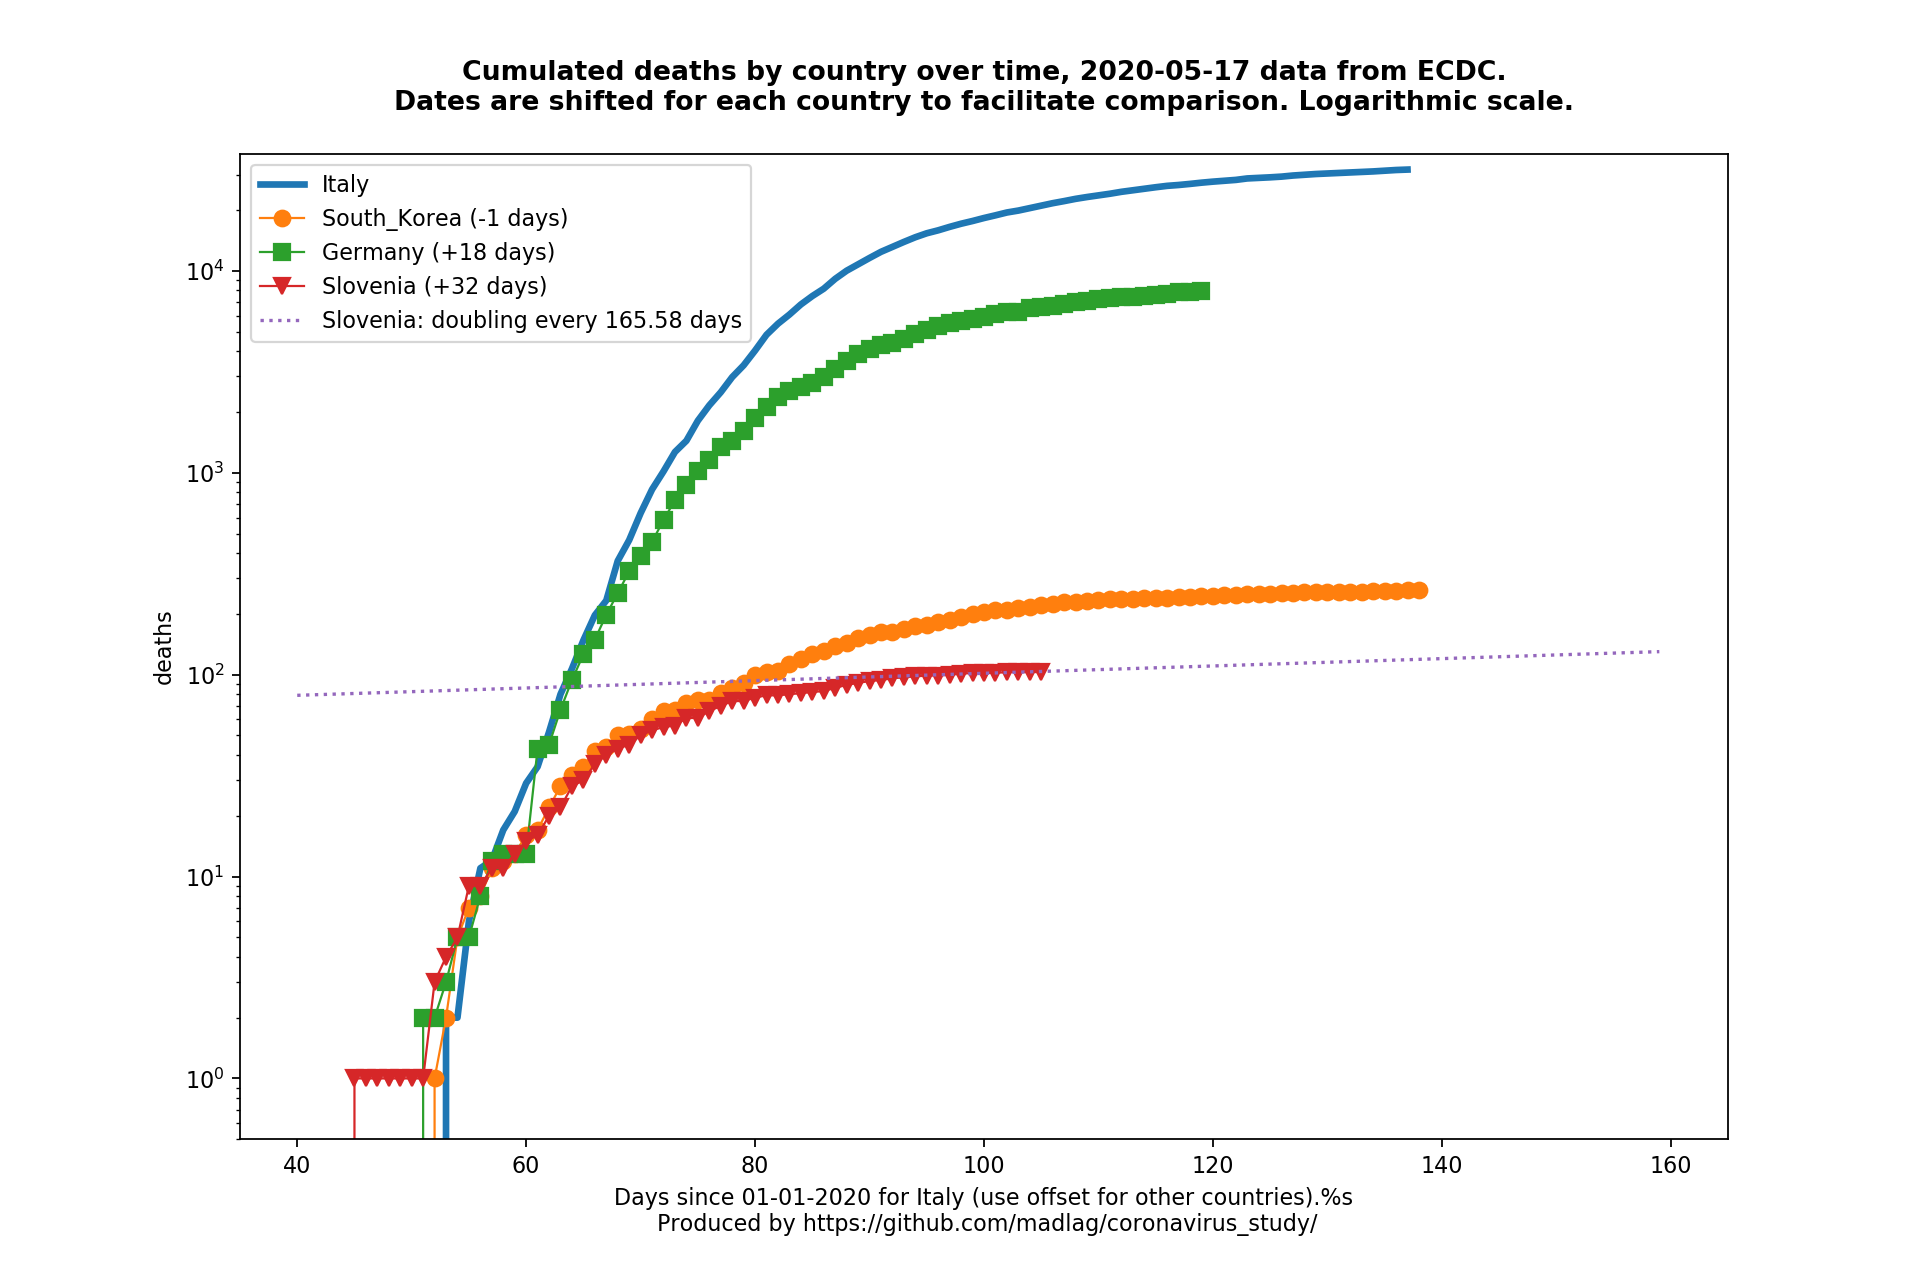 Cumulated deaths by country over time, 2020-05-17 data from ECDC.
Dates are shifted for each country to facilitate comparison. Logarithmic scale.
Italy
South_Korea (-1 days)
Germany (+18 days)
Slovenia (+32 days)
Slovenia: doubling every 165.58 days
deaths
10⁴
10³
10²
10¹
10⁰
40 60 80 100 120 140 160
Days since 01-01-2020 for Italy (use offset for other countries).%s
Produced by https://github.com/madlag/coronavirus_study/